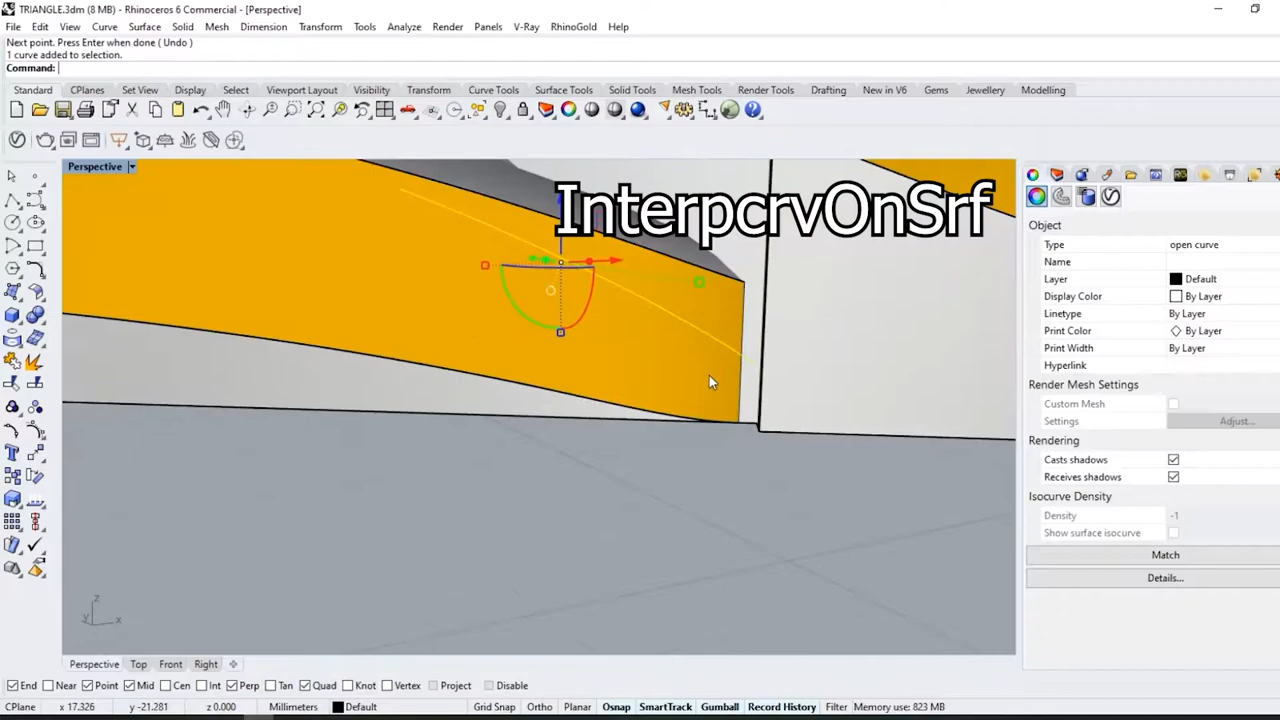 TRIANGLE.3dm (8 MB) - Rhinoceros 6 Commercial - [Perspective]
File Edit View Curve Surface Solid Mesh Dimension Transform Tools Analyze Render Panels V-Ray RhinoGold Help
Next point. Press Enter when done ( Undo )
1 curve added to selection.
Command:
Standard CPlanes Set View Display Select Viewport Layout Visibility Transform Curve Tools Surface Tools Solid Tools Mesh Tools Render Tools Drafting New in V6 Gems Jewellery Modelling
Perspective
InterpcrvOnSrf
Object
Type open curve
Name
Layer Default
Display Color By Layer
Linetype By Layer
Print Color By Layer
Print Width By Layer
Hyperlink
Render Mesh Settings
Custom Mesh
Settings Adjust...
Rendering
Casts shadows
Receives shadows
Isocurve Density
Density -1
Show surface isocurve
Match
Details...
z
y x
Perspective Top Front Right
End Near Point Mid Cen Int Perp Tan Quad Knot Vertex Project Disable
CPlane x 17.326 y -21.281 z 0.000 Millimeters Default Grid Snap Ortho Planar Osnap SmartTrack Gumball Record History Filter Memory use: 823 MB